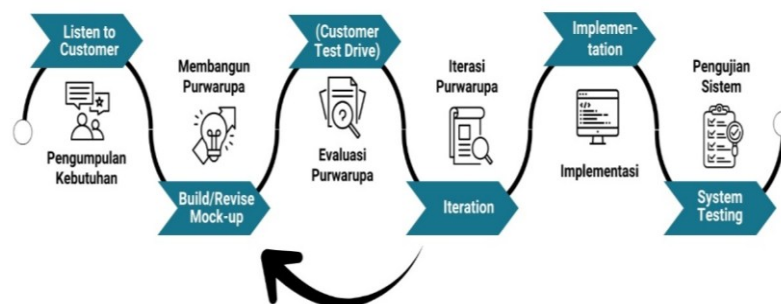 Listen to
Customer
Pengumpulan
Kebutuhan
Membangun
Purwarupa
Build/Revise
Mock-up
(Customer
Test Drive)
Evaluasi
Purwarupa
Iterasi
Purwarupa
Iteration
Implemen-
tation
Implementasi
Pengujian
Sistem
System
Testing